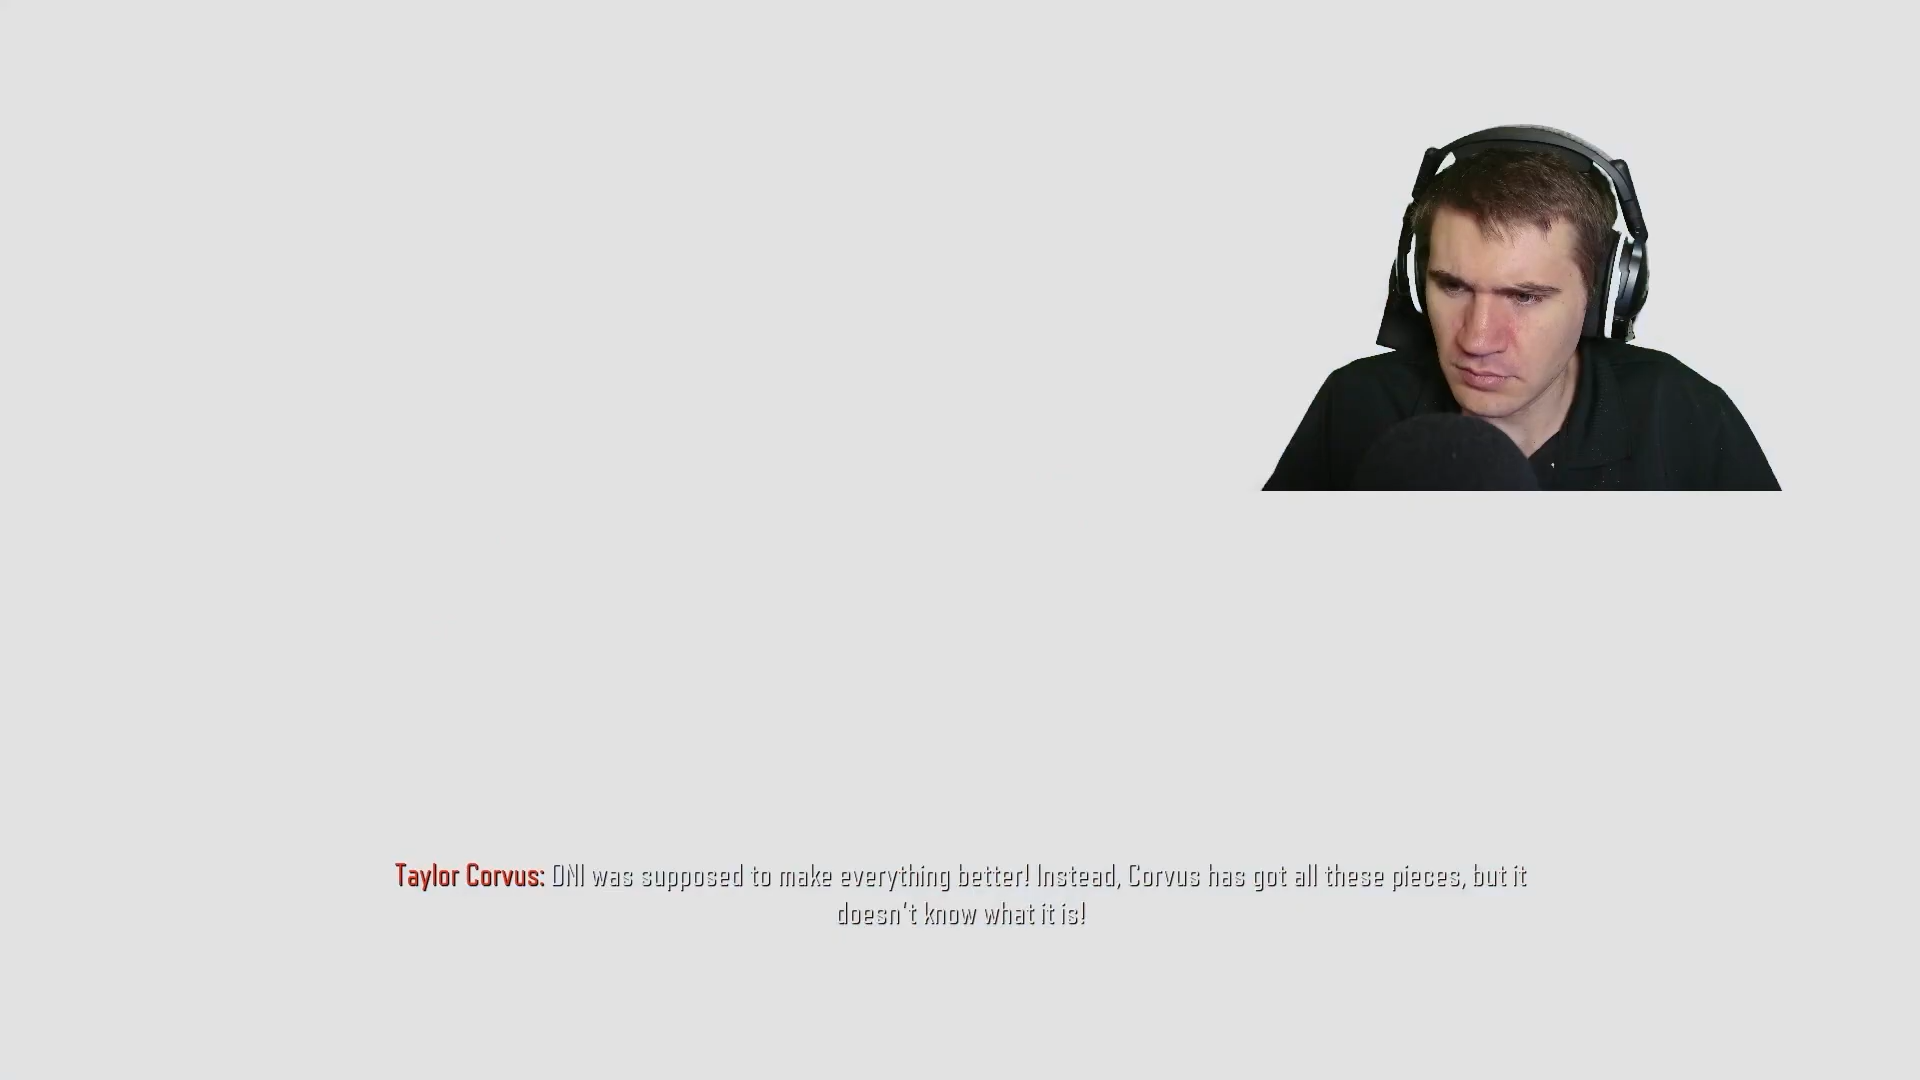 Taylor Corvus: DNI was supposed to make everything better! Instead, Corvus has got all these pieces, but it
doesn't know what it is!